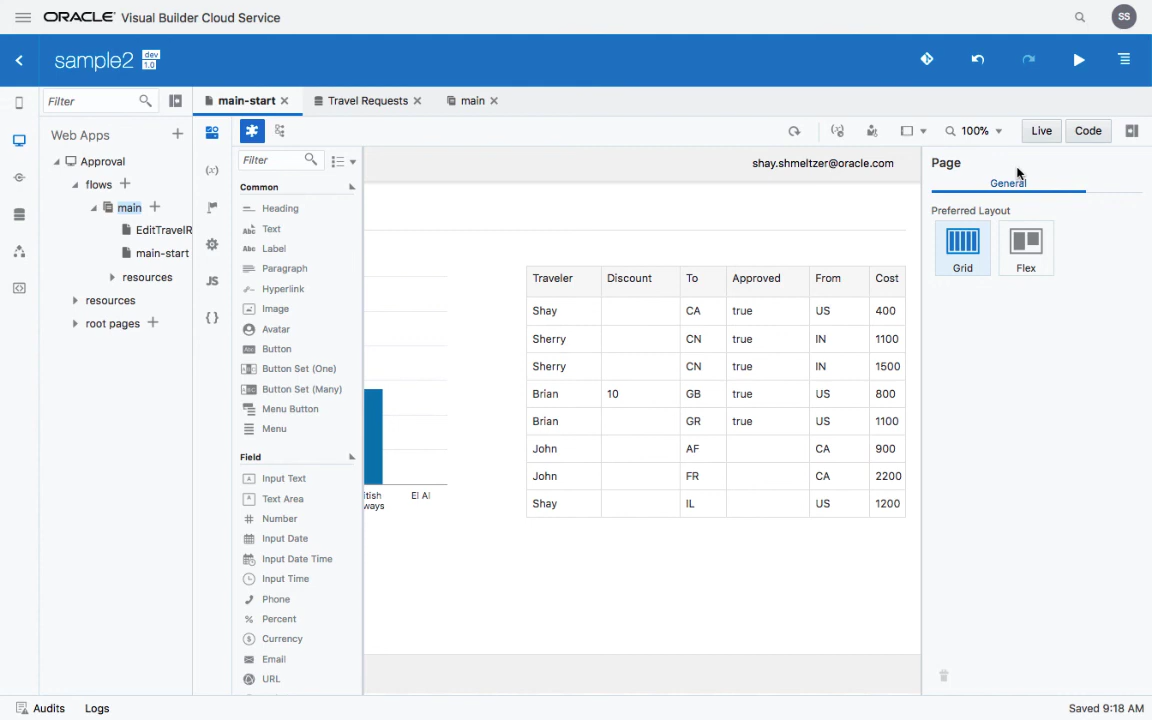 ORACLE Visual Builder Cloud Service
SS
sample2 dev 1.0
Filter
main-start
Travel Requests
main
Web Apps
100%
Live
Code
Approval
flows
main
EditTravelR
main-start
resources
resources
root pages
(x)
JS
{ }
Filter
Common
Heading
Text
Label
Paragraph
Hyperlink
Image
Avatar
Button
Button Set (One)
Button Set (Many)
Menu Button
Menu
Field
Input Text
Text Area
Number
Input Date
Input Date Time
Input Time
Phone
Percent
Currency
Email
URL
shay.shmeltzer@oracle.com
itish
ways
El Al
Traveler Discount To Approved From Cost
Shay CA true US 400
Sherry CN true IN 1100
Sherry CN true IN 1500
Brian 10 GB true US 800
Brian GR true US 1100
John AF CA 900
John FR CA 2200
Shay IL US 1200
Page
General
Preferred Layout
Grid
Flex
Audits
Logs
Saved 9:18 AM